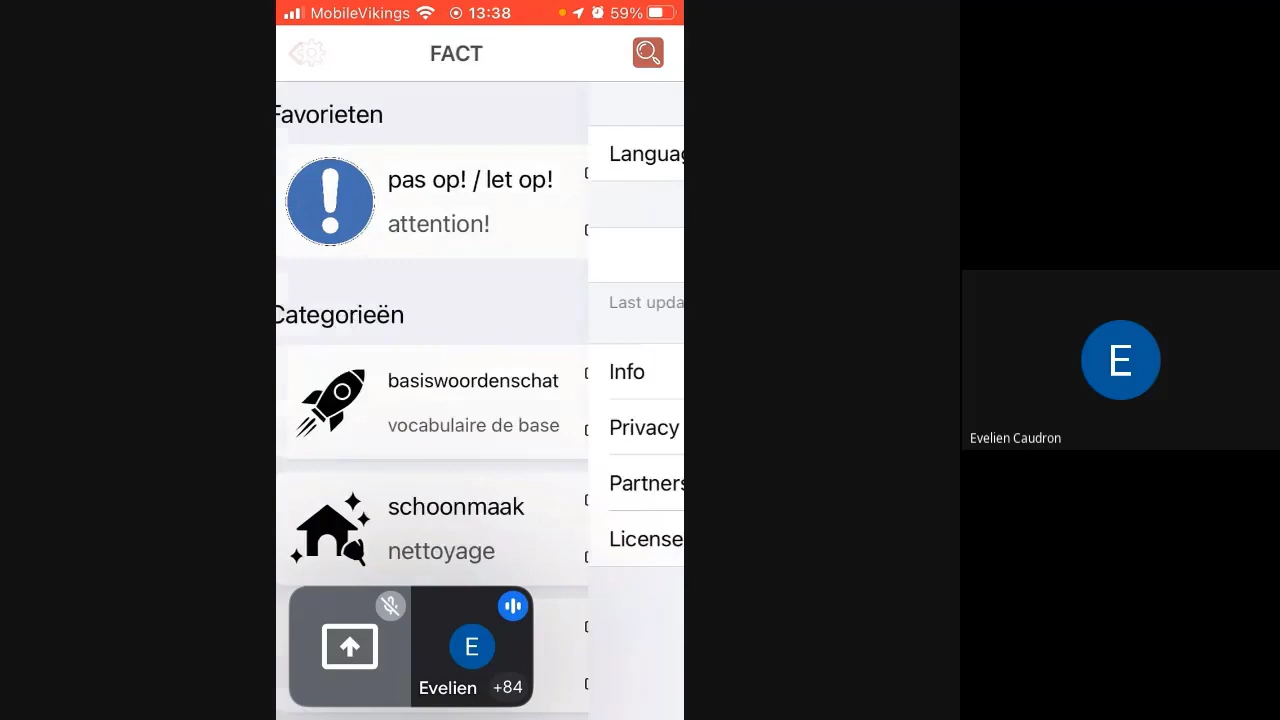 MobileVikings 13:38 59%
FACT
Favorieten
pas op! / let op!
attention!
Categorieën
basiswoordenschat
vocabulaire de base
schoonmaak
nettoyage
Languag
Last upda
Info
Privacy
Partners
License
E
Evelien +84
E
Evelien Caudron